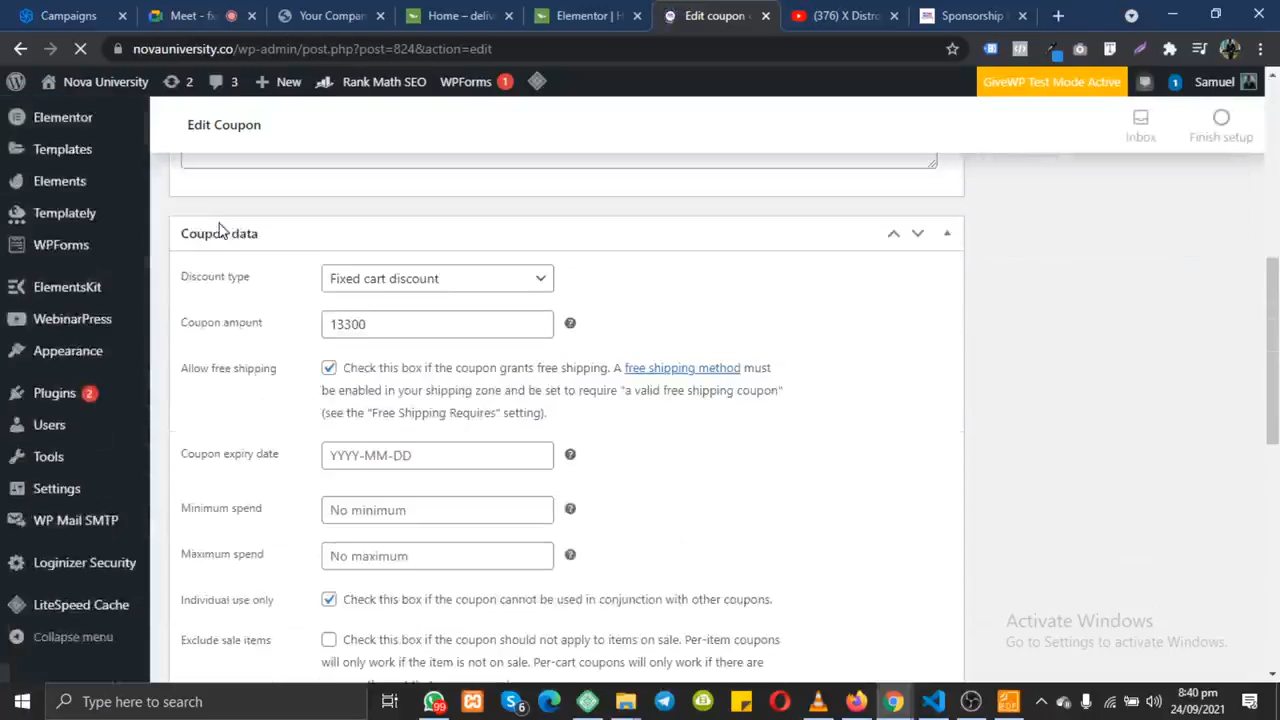 Campaigns
Meet - fx
Your Compan
Home – deliv
Elementor | H
Edit coupon
(376) X Distro
Sponsorship
novauniversity.co/wp-admin/post.php?post=824&action=edit
Nova University
2
3
New
Rank Math SEO
WPForms
1
GiveWP Test Mode Active
1
Samuel
Elementor
Templates
Elements
Templately
WPForms
ElementsKit
WebinarPress
Appearance
Plugins 2
Users
Tools
Settings
WP Mail SMTP
Loginizer Security
LiteSpeed Cache
Collapse menu
Edit Coupon
Inbox
Finish setup
Coupon data
Discount type
Fixed cart discount
Coupon amount
13300
Allow free shipping
Check this box if the coupon grants free shipping. A free shipping method must
be enabled in your shipping zone and be set to require "a valid free shipping coupon"
(see the "Free Shipping Requires" setting).
Coupon expiry date
YYYY-MM-DD
Minimum spend
No minimum
Maximum spend
No maximum
Individual use only
Check this box if the coupon cannot be used in conjunction with other coupons.
Exclude sale items
Check this box if the coupon should not apply to items on sale. Per-item coupons
will only work if the item is not on sale. Per-cart coupons will only work if there are
Activate Windows
Go to Settings to activate Windows.
Type here to search
99
6
8:40 pm
24/09/2021